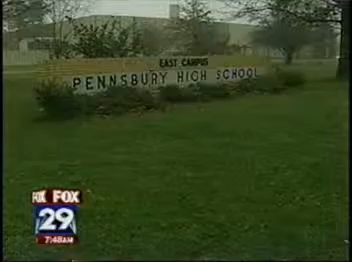 EAST CAMPUS
PENNSBURY HIGH SCHOOL
FOX FOX
29
7:48AM